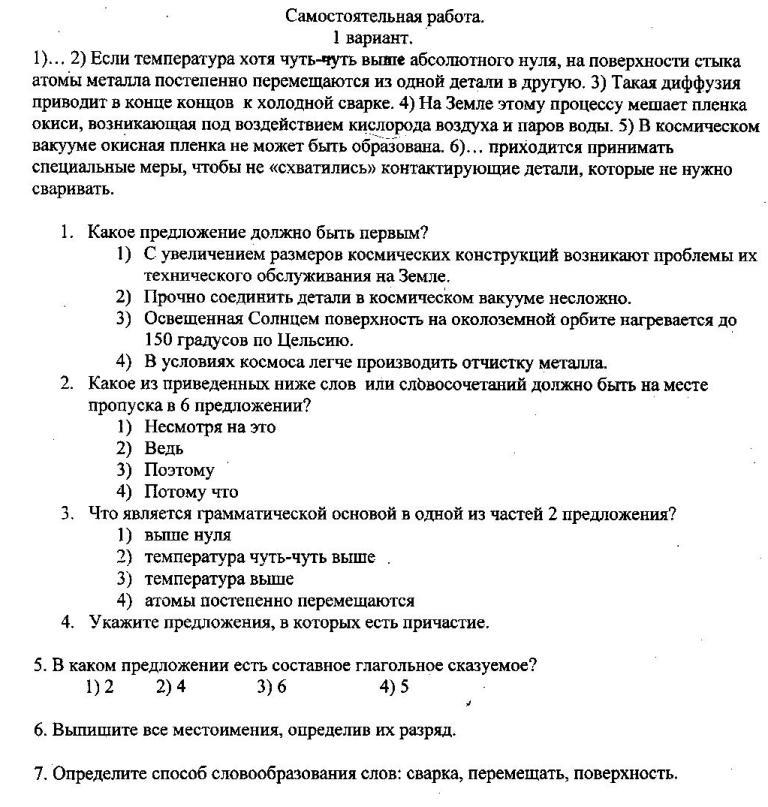 Самостоятельная работа.
1 вариант.
1)... 2) Если температура хотя чуть-чуть выше абсолютного нуля, на поверхности стыка
атомы металла постепенно перемещаются из одной детали в другую. 3) Такая диффузия
приводит в конце концов к холодной сварке. 4) На Земле этому процессу мешает пленка
окиси, возникающая под воздействием кислорода воздуха и паров воды. 5) В космическом
вакууме окисная пленка не может быть образована. 6)... приходится принимать
специальные меры, чтобы не «схватились» контактирующие детали, которые не нужно
сваривать.
1. Какое предложение должно быть первым?
1) С увеличением размеров космических конструкций возникают проблемы их
технического обслуживания на Земле.
2) Прочно соединить детали в космическом вакууме несложно.
3) Освещенная Солнцем поверхность на околоземной орбите нагревается до
150 градусов по Цельсию.
4) В условиях космоса легче производить отчистку металла.
2. Какое из приведенных ниже слов или словосочетаний должно быть на месте
пропуска в 6 предложении?
1) Несмотря на это
2) Ведь
3) Поэтому
4) Потому что
3. Что является грамматической основой в одной из частей 2 предложения?
1) выше нуля
2) температура чуть-чуть выше
3) температура выше
4) атомы постепенно перемещаются
4. Укажите предложения, в которых есть причастие.
5. В каком предложении есть составное глагольное сказуемое?
1) 2 2) 4 3) 6 4) 5
6. Выпишите все местоимения, определив их разряд.
7. Определите способ словообразования слов: сварка, перемещать, поверхность.